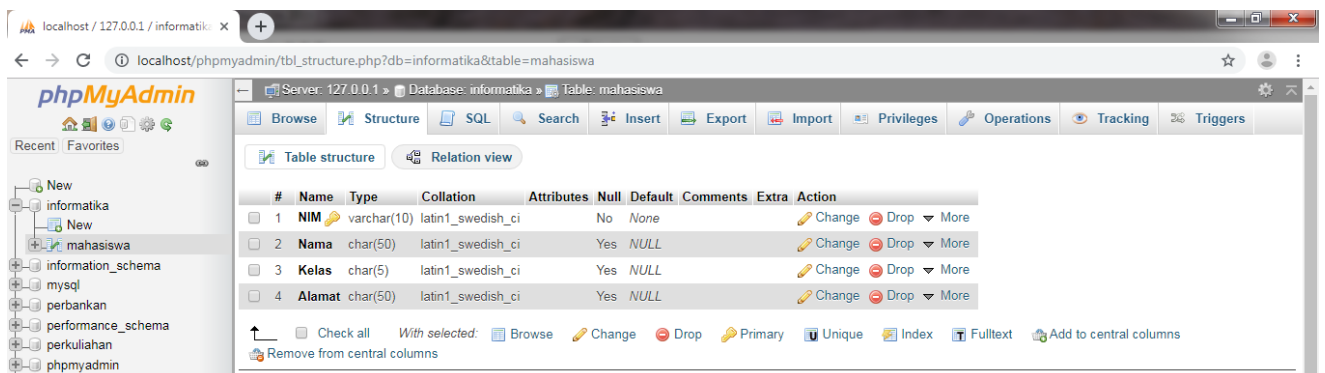 localhost / 127.0.0.1 / informatik
localhost/phpmyadmin/tbl_structure.php?db=informatika&table=mahasiswa
phpMyAdmin
Recent Favorites
New
informatika
New
mahasiswa
information_schema
mysql
perbankan
performance_schema
perkuliahan
phpmyadmin
Server: 127.0.0.1 » Database: informatika » Table: mahasiswa
Browse Structure SQL Search Insert Export Import Privileges Operations Tracking Triggers
Table structure Relation view
# Name Type Collation Attributes Null Default Comments Extra Action
1 NIM varchar(10) latin1_swedish_ci No None Change Drop More
2 Nama char(50) latin1_swedish_ci Yes NULL Change Drop More
3 Kelas char(5) latin1_swedish_ci Yes NULL Change Drop More
4 Alamat char(50) latin1_swedish_ci Yes NULL Change Drop More
Check all With selected: Browse Change Drop Primary Unique Index Fulltext Add to central columns
Remove from central columns